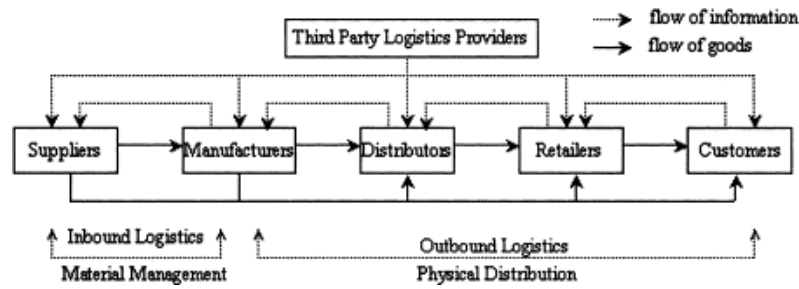 Third Party Logistics Providers
flow of information
flow of goods
Suppliers
Manufacturers
Distributors
Retailers
Customers
Inbound Logistics
Outbound Logistics
Material Management
Physical Distribution